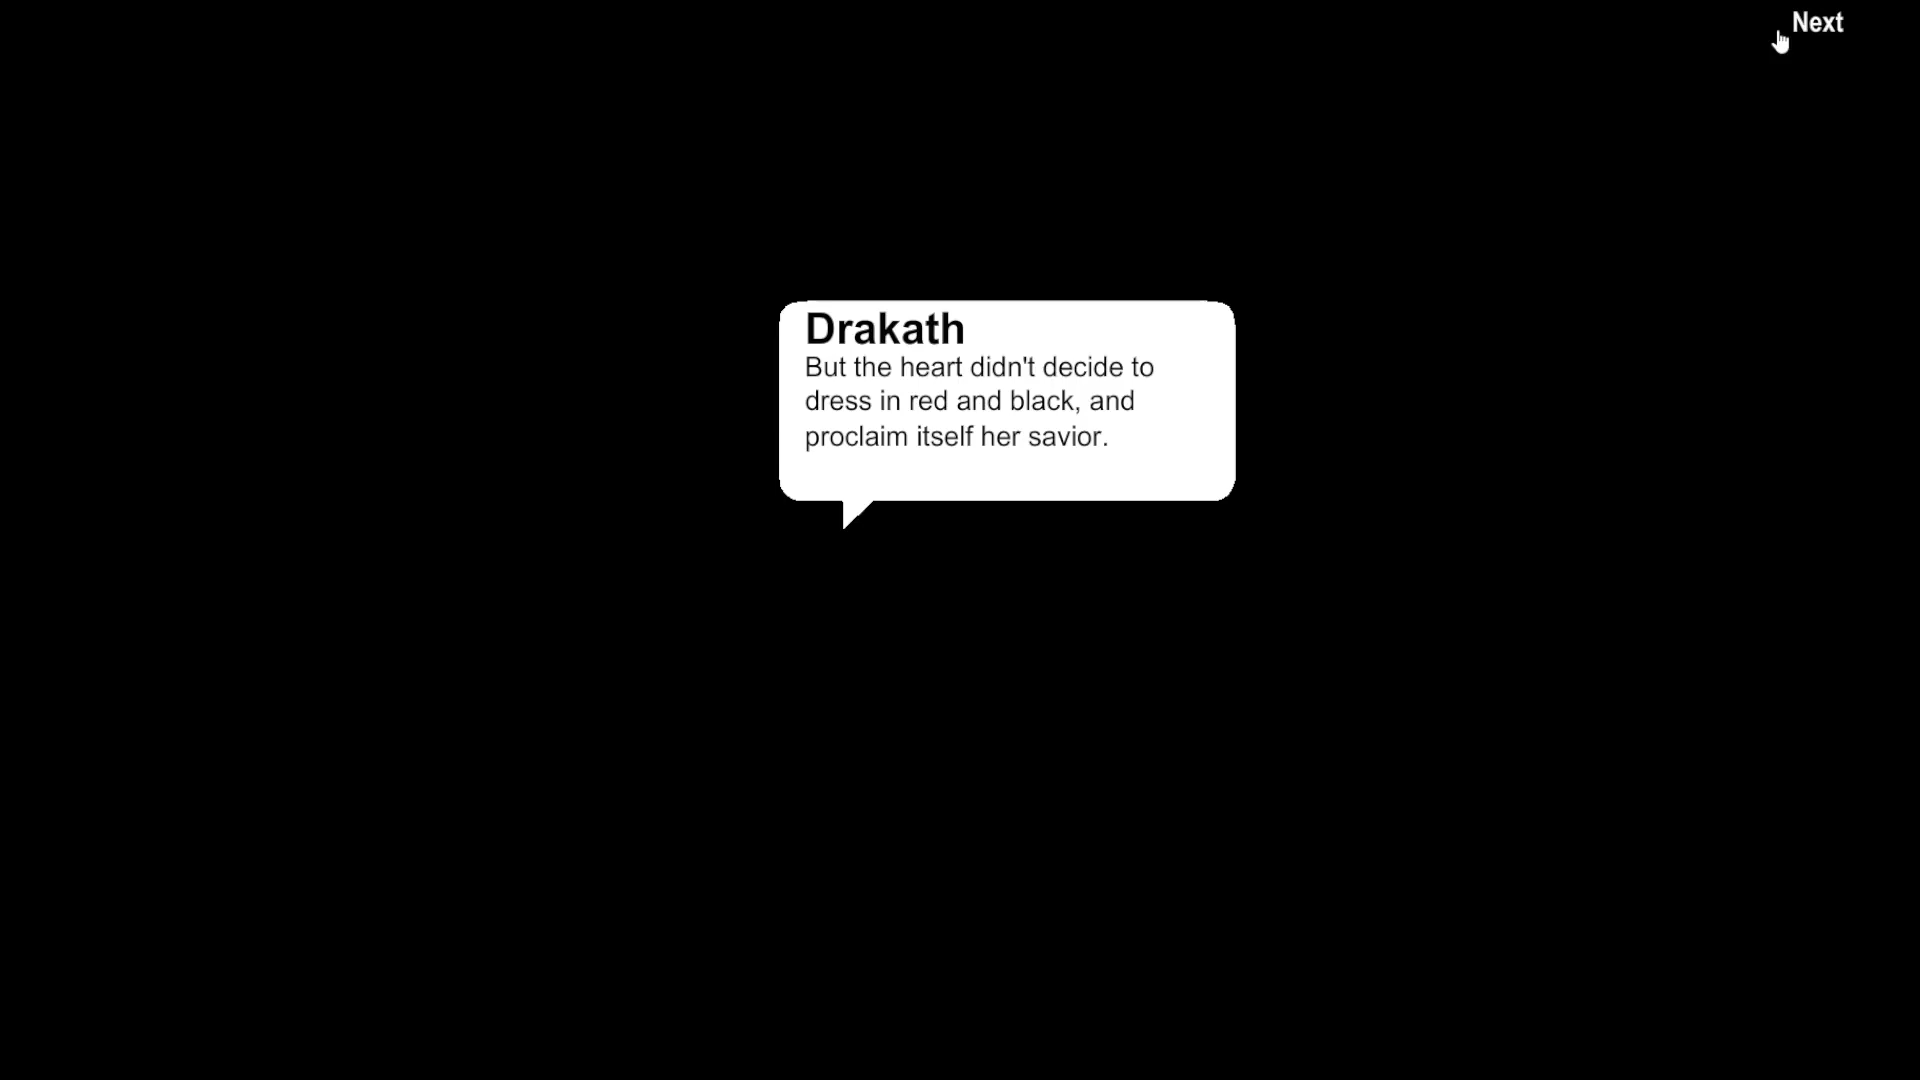 Next
Drakath
But the heart didn't decide to
dress in red and black, and
proclaim itself her savior.